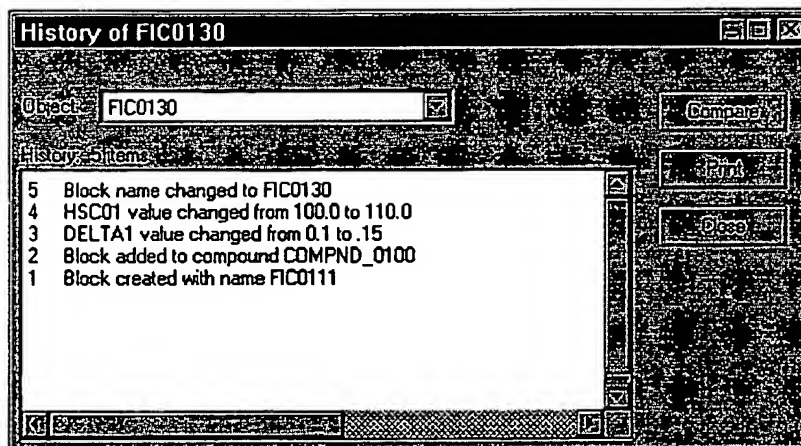 History of FIC0130
Object: FIC0130
Compare
History: 5 items
Print
5 Block name changed to FIC0130
4 HSC01 value changed from 100.0 to 110.0
3 DELTA1 value changed from 0.1 to .15
2 Block added to compound COMPND_0100
1 Block created with name FIC0111
Close